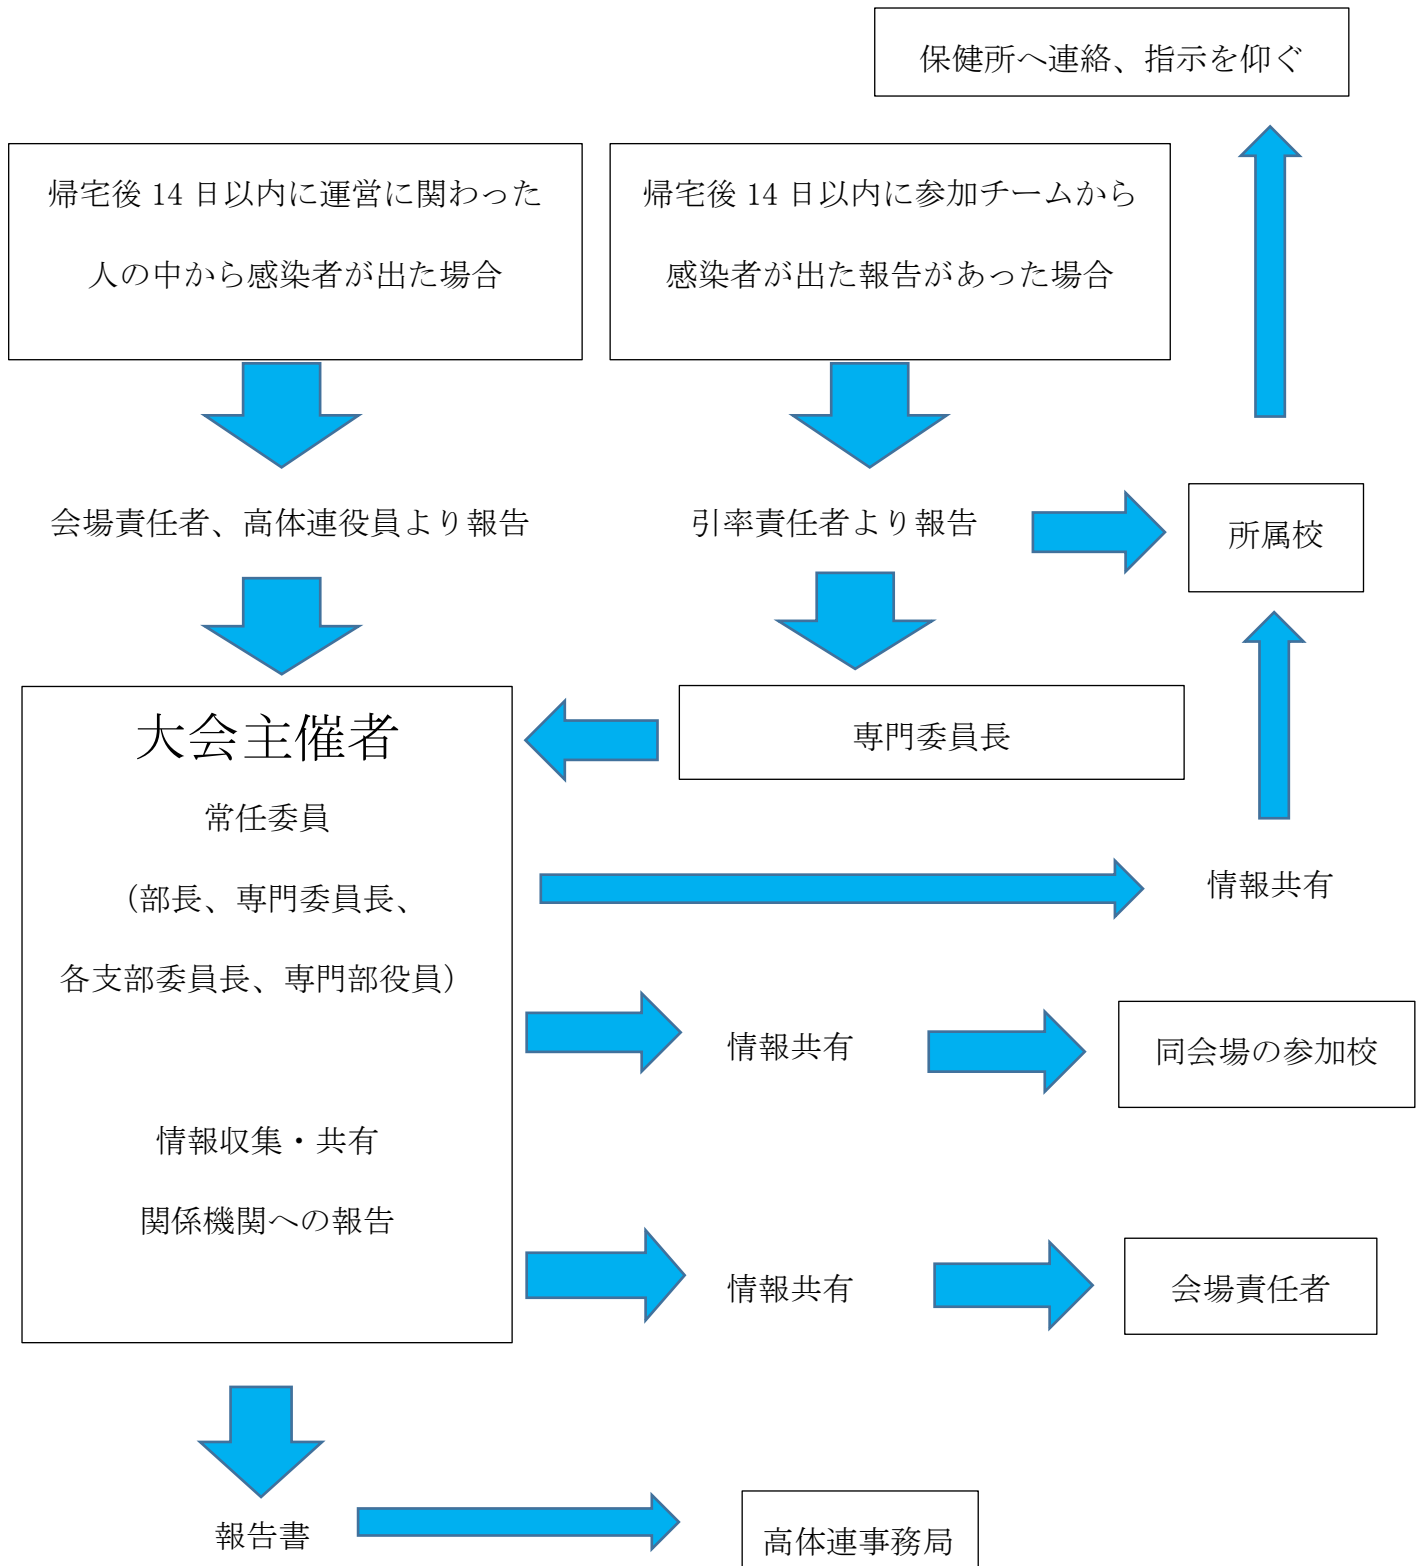 保健所へ連絡、指示を仰ぐ
帰宅後 14 日以内に運営に関わった
人の中から感染者が出た場合
帰宅後 14 日以内に参加チームから
感染者が出た報告があった場合
会場責任者、高体連役員より報告
引率責任者より報告
所属校
大会主催者
常任委員
（部長、専門委員長、
各支部委員長、専門部役員）
情報収集・共有
関係機関への報告
専門委員長
情報共有
情報共有
同会場の参加校
情報共有
会場責任者
報告書
高体連事務局